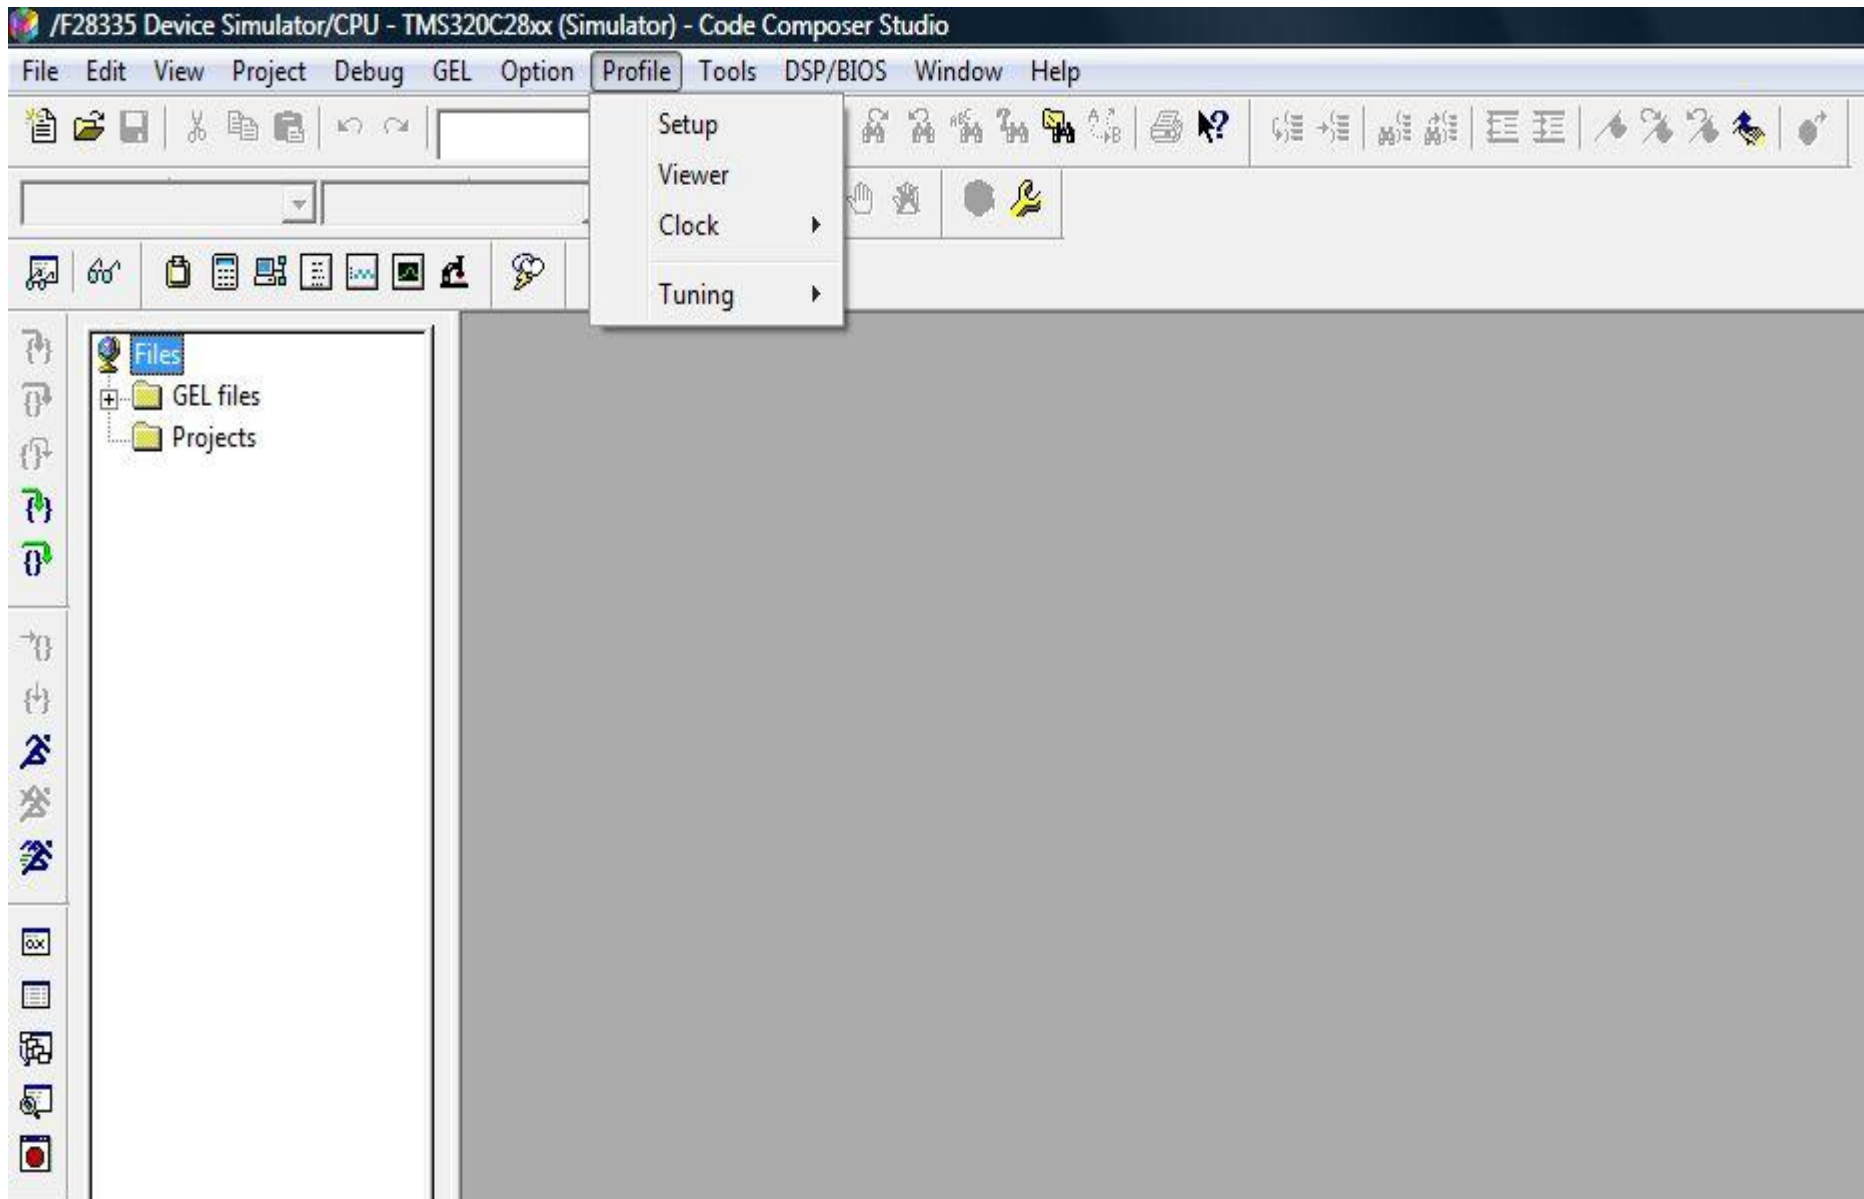 /F28335 Device Simulator/CPU - TMS320C28xx (Simulator) - Code Composer Studio
File Edit View Project Debug GEL Option Profile Tools DSP/BIOS Window Help
Setup
Viewer
Clock
Tuning
Files
GEL files
Projects